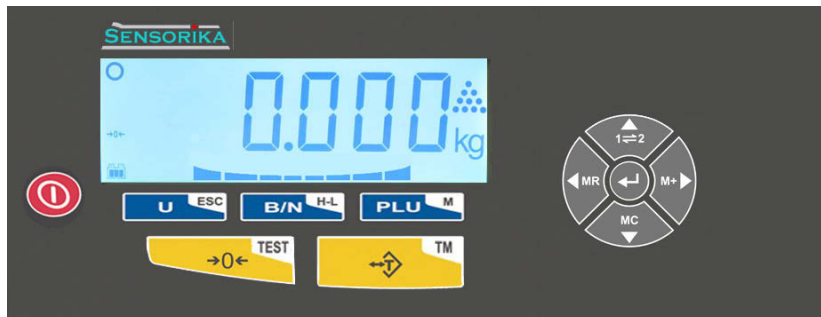 SENSORIKA
0.000 kg
→0←
U ESC B/N H-L PLU M
→0← TEST T TM
1⇌2
MR M+
MC